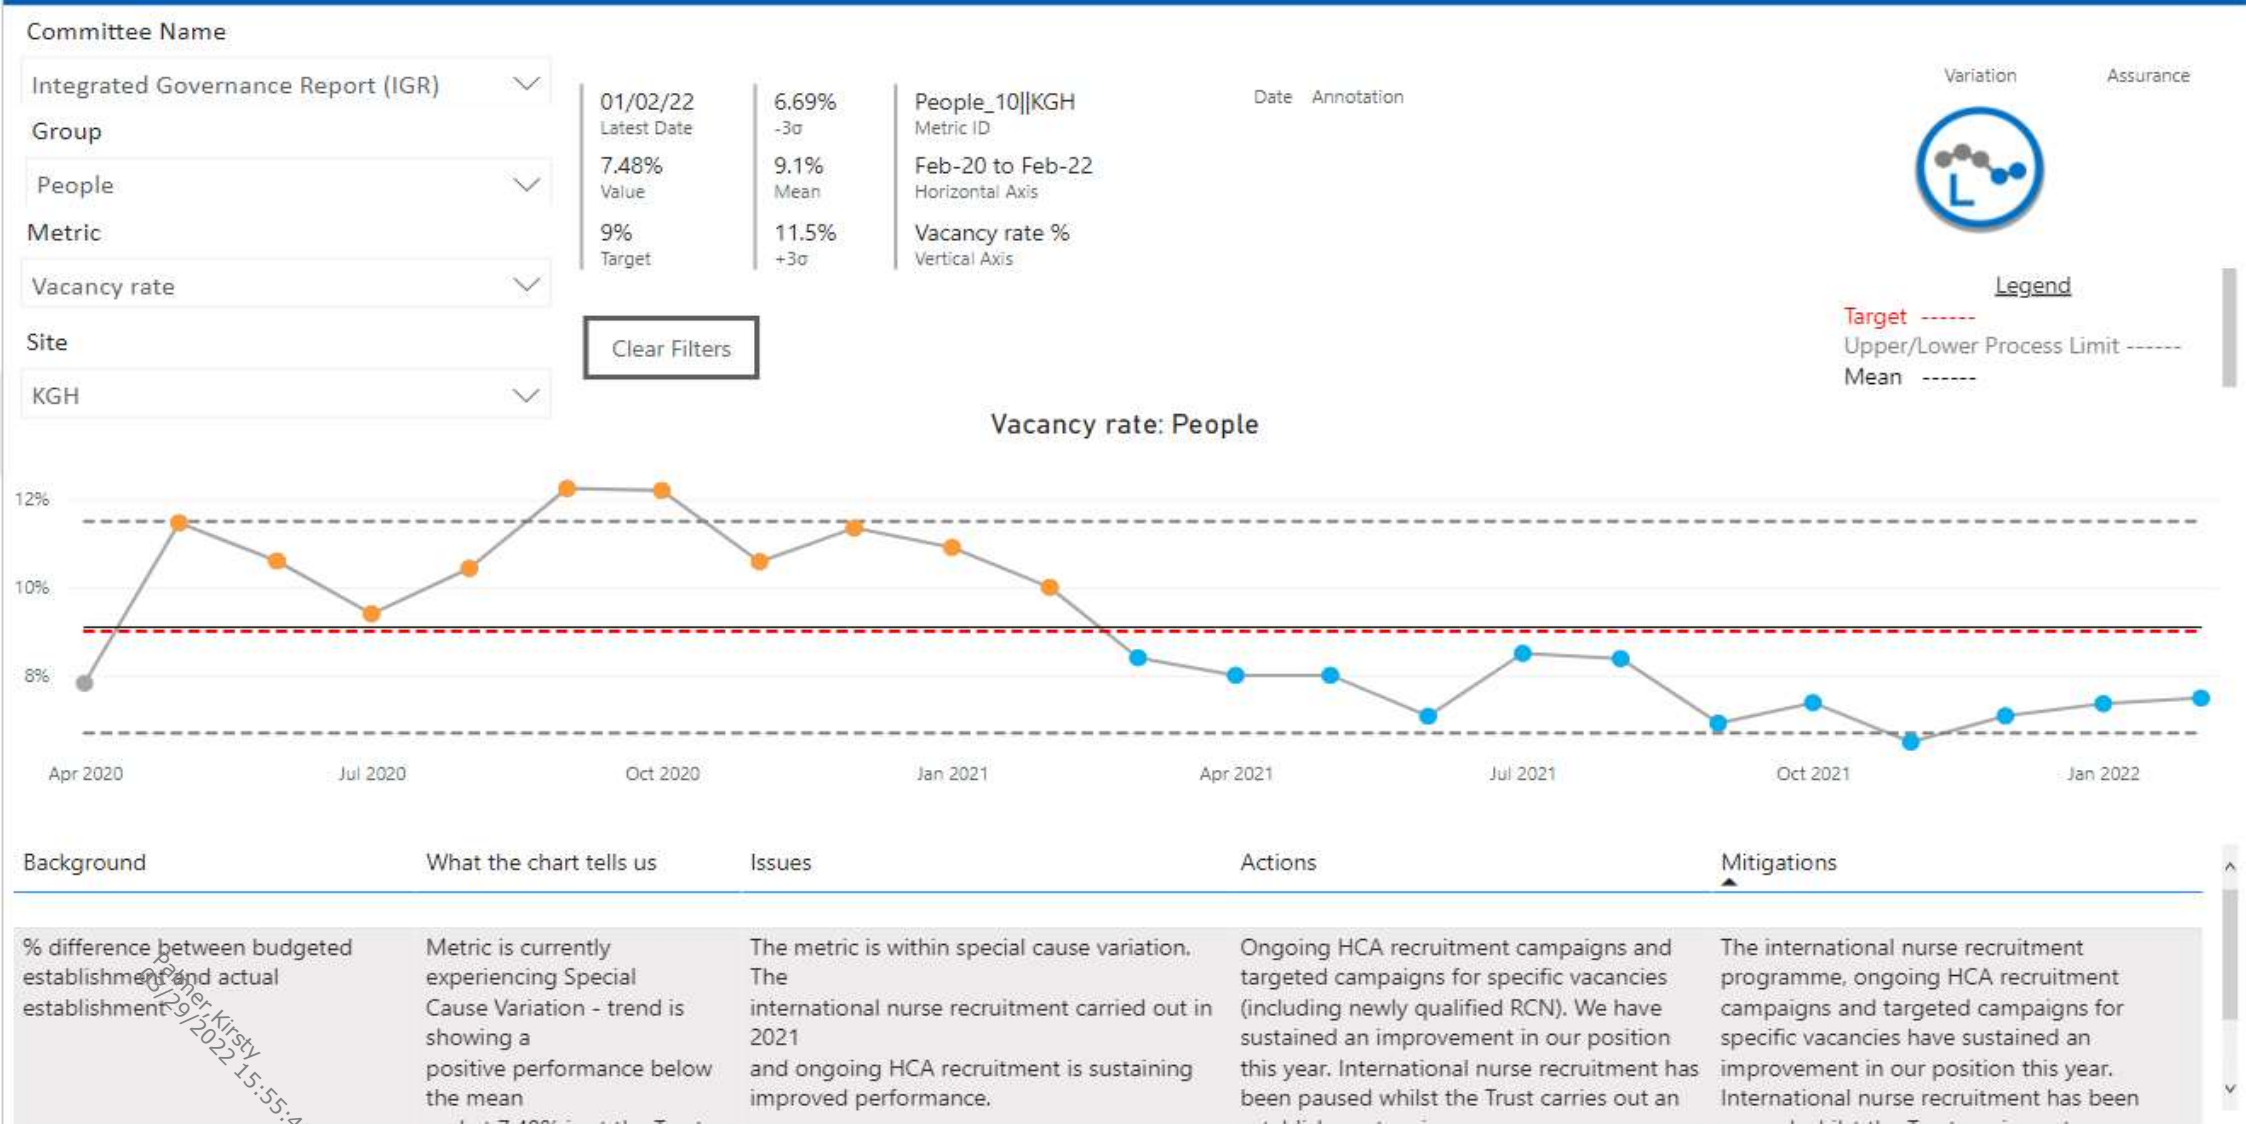 Committee Name
Integrated Governance Report (IGR)
Group
People
Metric
Vacancy rate
Site
KGH
01/02/22
Latest Date
7.48%
Value
9%
Target
6.69%
-3σ
9.1%
Mean
11.5%
+3σ
People_10||KGH
Metric ID
Feb-20 to Feb-22
Horizontal Axis
Vacancy rate %
Vertical Axis
Clear Filters
Date Annotation
Variation Assurance
L
Legend
Target ------
Upper/Lower Process Limit ------
Mean ------
Vacancy rate: People
12%
10%
8%
Apr 2020 Jul 2020 Oct 2020 Jan 2021 Apr 2021 Jul 2021 Oct 2021 Jan 2022
Background
What the chart tells us
Issues
Actions
Mitigations
% difference between budgeted
establishment and actual
establishment
Metric is currently
experiencing Special
Cause Variation - trend is
showing a
positive performance below
the mean
The metric is within special cause variation.
The
international nurse recruitment carried out in
2021
and ongoing HCA recruitment is sustaining
improved performance.
Ongoing HCA recruitment campaigns and
targeted campaigns for specific vacancies
(including newly qualified RCN). We have
sustained an improvement in our position
this year. International nurse recruitment has
been paused whilst the Trust carries out an
The international nurse recruitment
programme, ongoing HCA recruitment
campaigns and targeted campaigns for
specific vacancies have sustained an
improvement in our position this year.
International nurse recruitment has been
Kirsty
03/29/2022 15:55:4